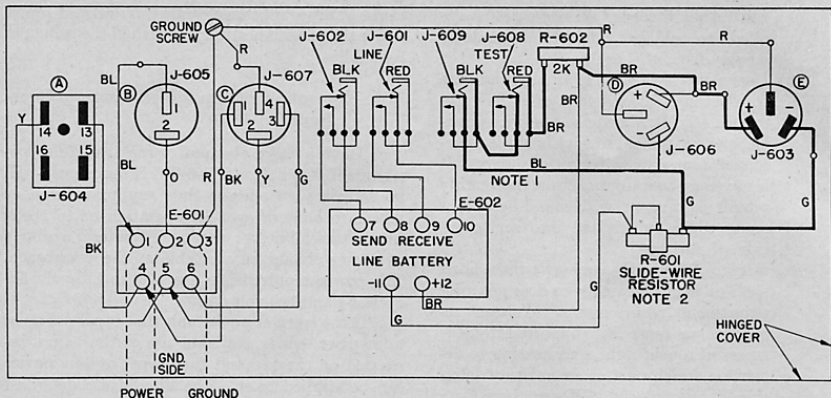 GROUND
SCREW
J-602
J-601
J-609
J-608
R-602
R
R
LINE
TEST
BLK
RED
BLK
RED
2K
BR
BR
BR
BR
BL
J-605
R
J-607
A
B
C
D
E
Y
14
13
16
15
J-604
1
2
1
4
3
2
+
-
J-606
+
-
J-603
BL
O
R
BK
Y
G
BL
NOTE 1
E-601
E-602
1
2
3
BK
4
5
6
7
8
9
10
SEND RECEIVE
LINE BATTERY
-11
+12
BR
G
G
G
G
R-601
SLIDE-WIRE
RESISTOR
NOTE 2
GND.
SIDE
POWER
GROUND
HINGED
COVER